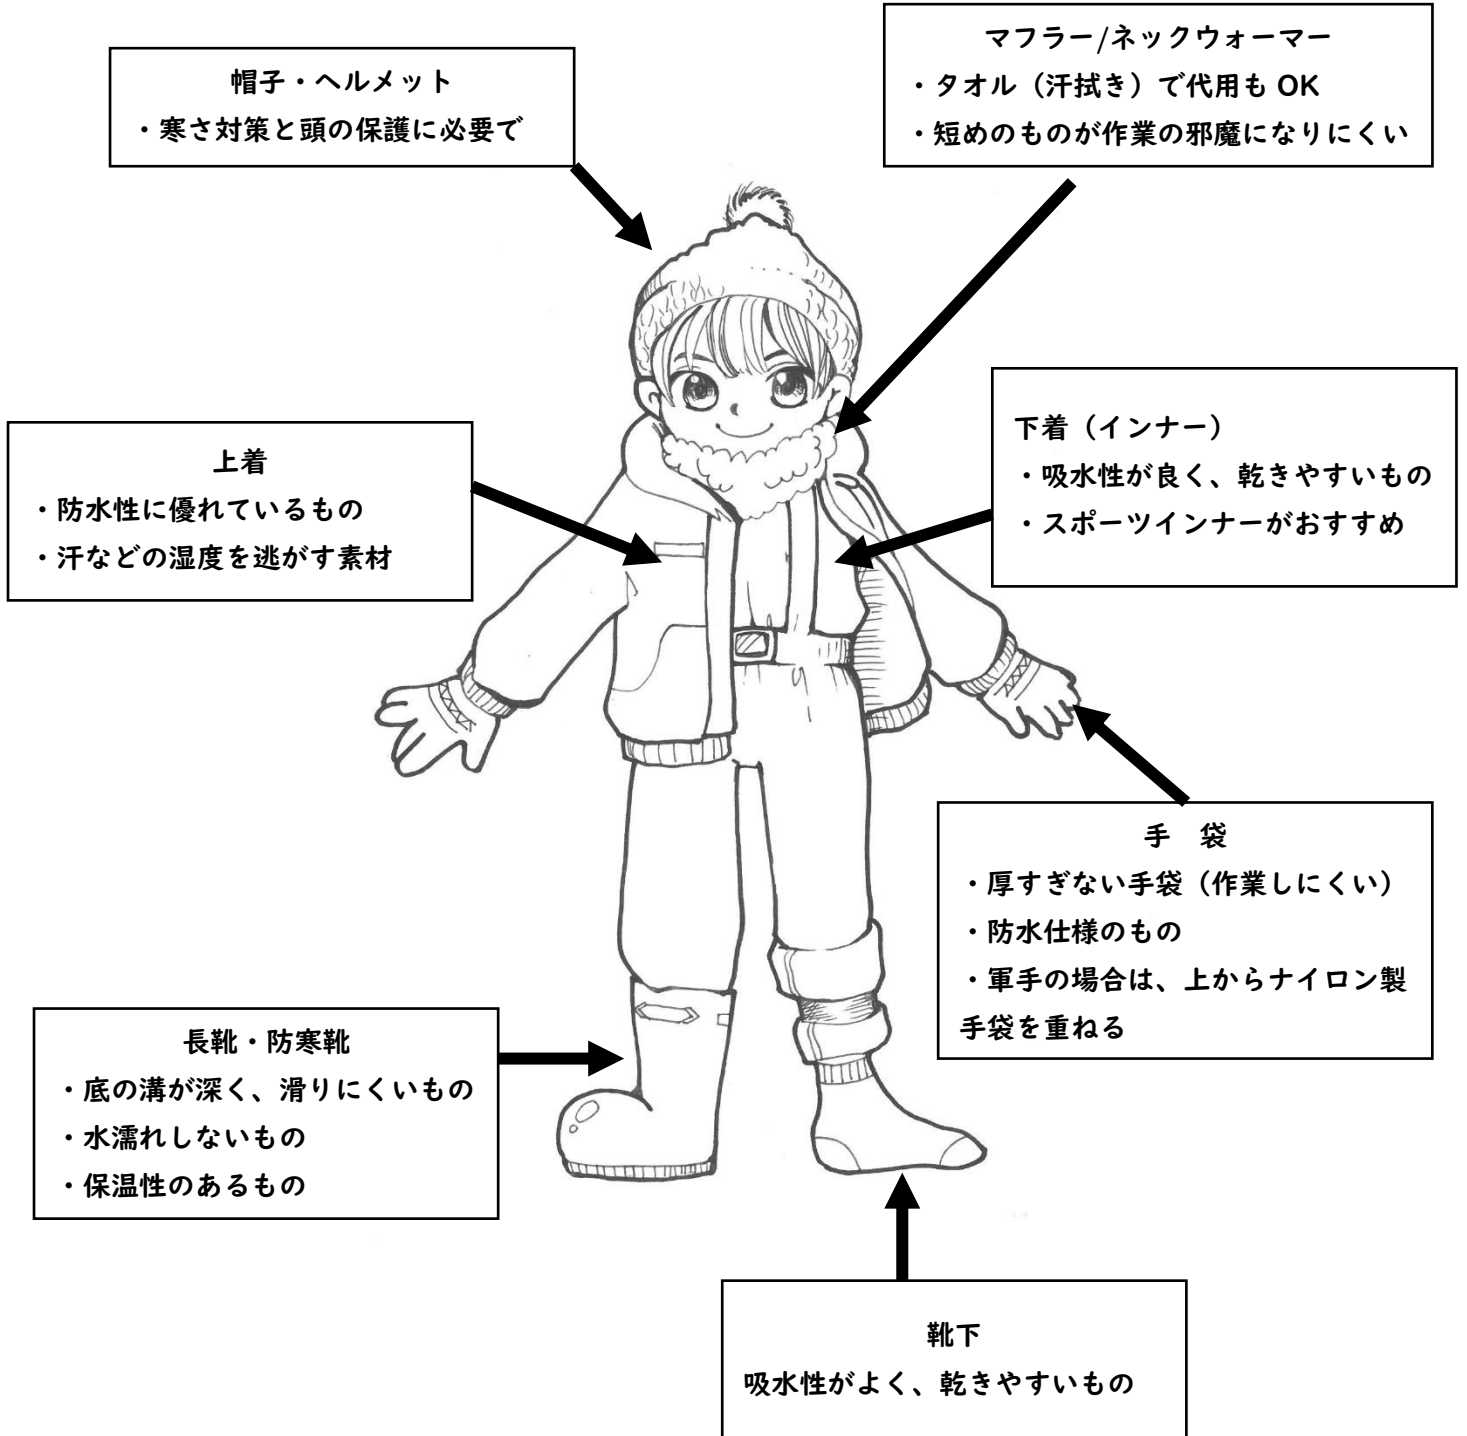 マフラー/ネックウォーマー
・タオル（汗拭き）で代用も OK
・短めのものが作業の邪魔になりにくい
帽子・ヘルメット
・寒さ対策と頭の保護に必要で
下着（インナー）
・吸水性が良く、乾きやすいもの
・スポーツインナーがおすすめ
上着
・防水性に優れているもの
・汗などの湿度を逃がす素材
手　袋
・厚すぎない手袋（作業しにくい）
・防水仕様のもの
・軍手の場合は、上からナイロン製
手袋を重ねる
長靴・防寒靴
・底の溝が深く、滑りにくいもの
・水濡れしないもの
・保温性のあるもの
靴下
吸水性がよく、乾きやすいもの